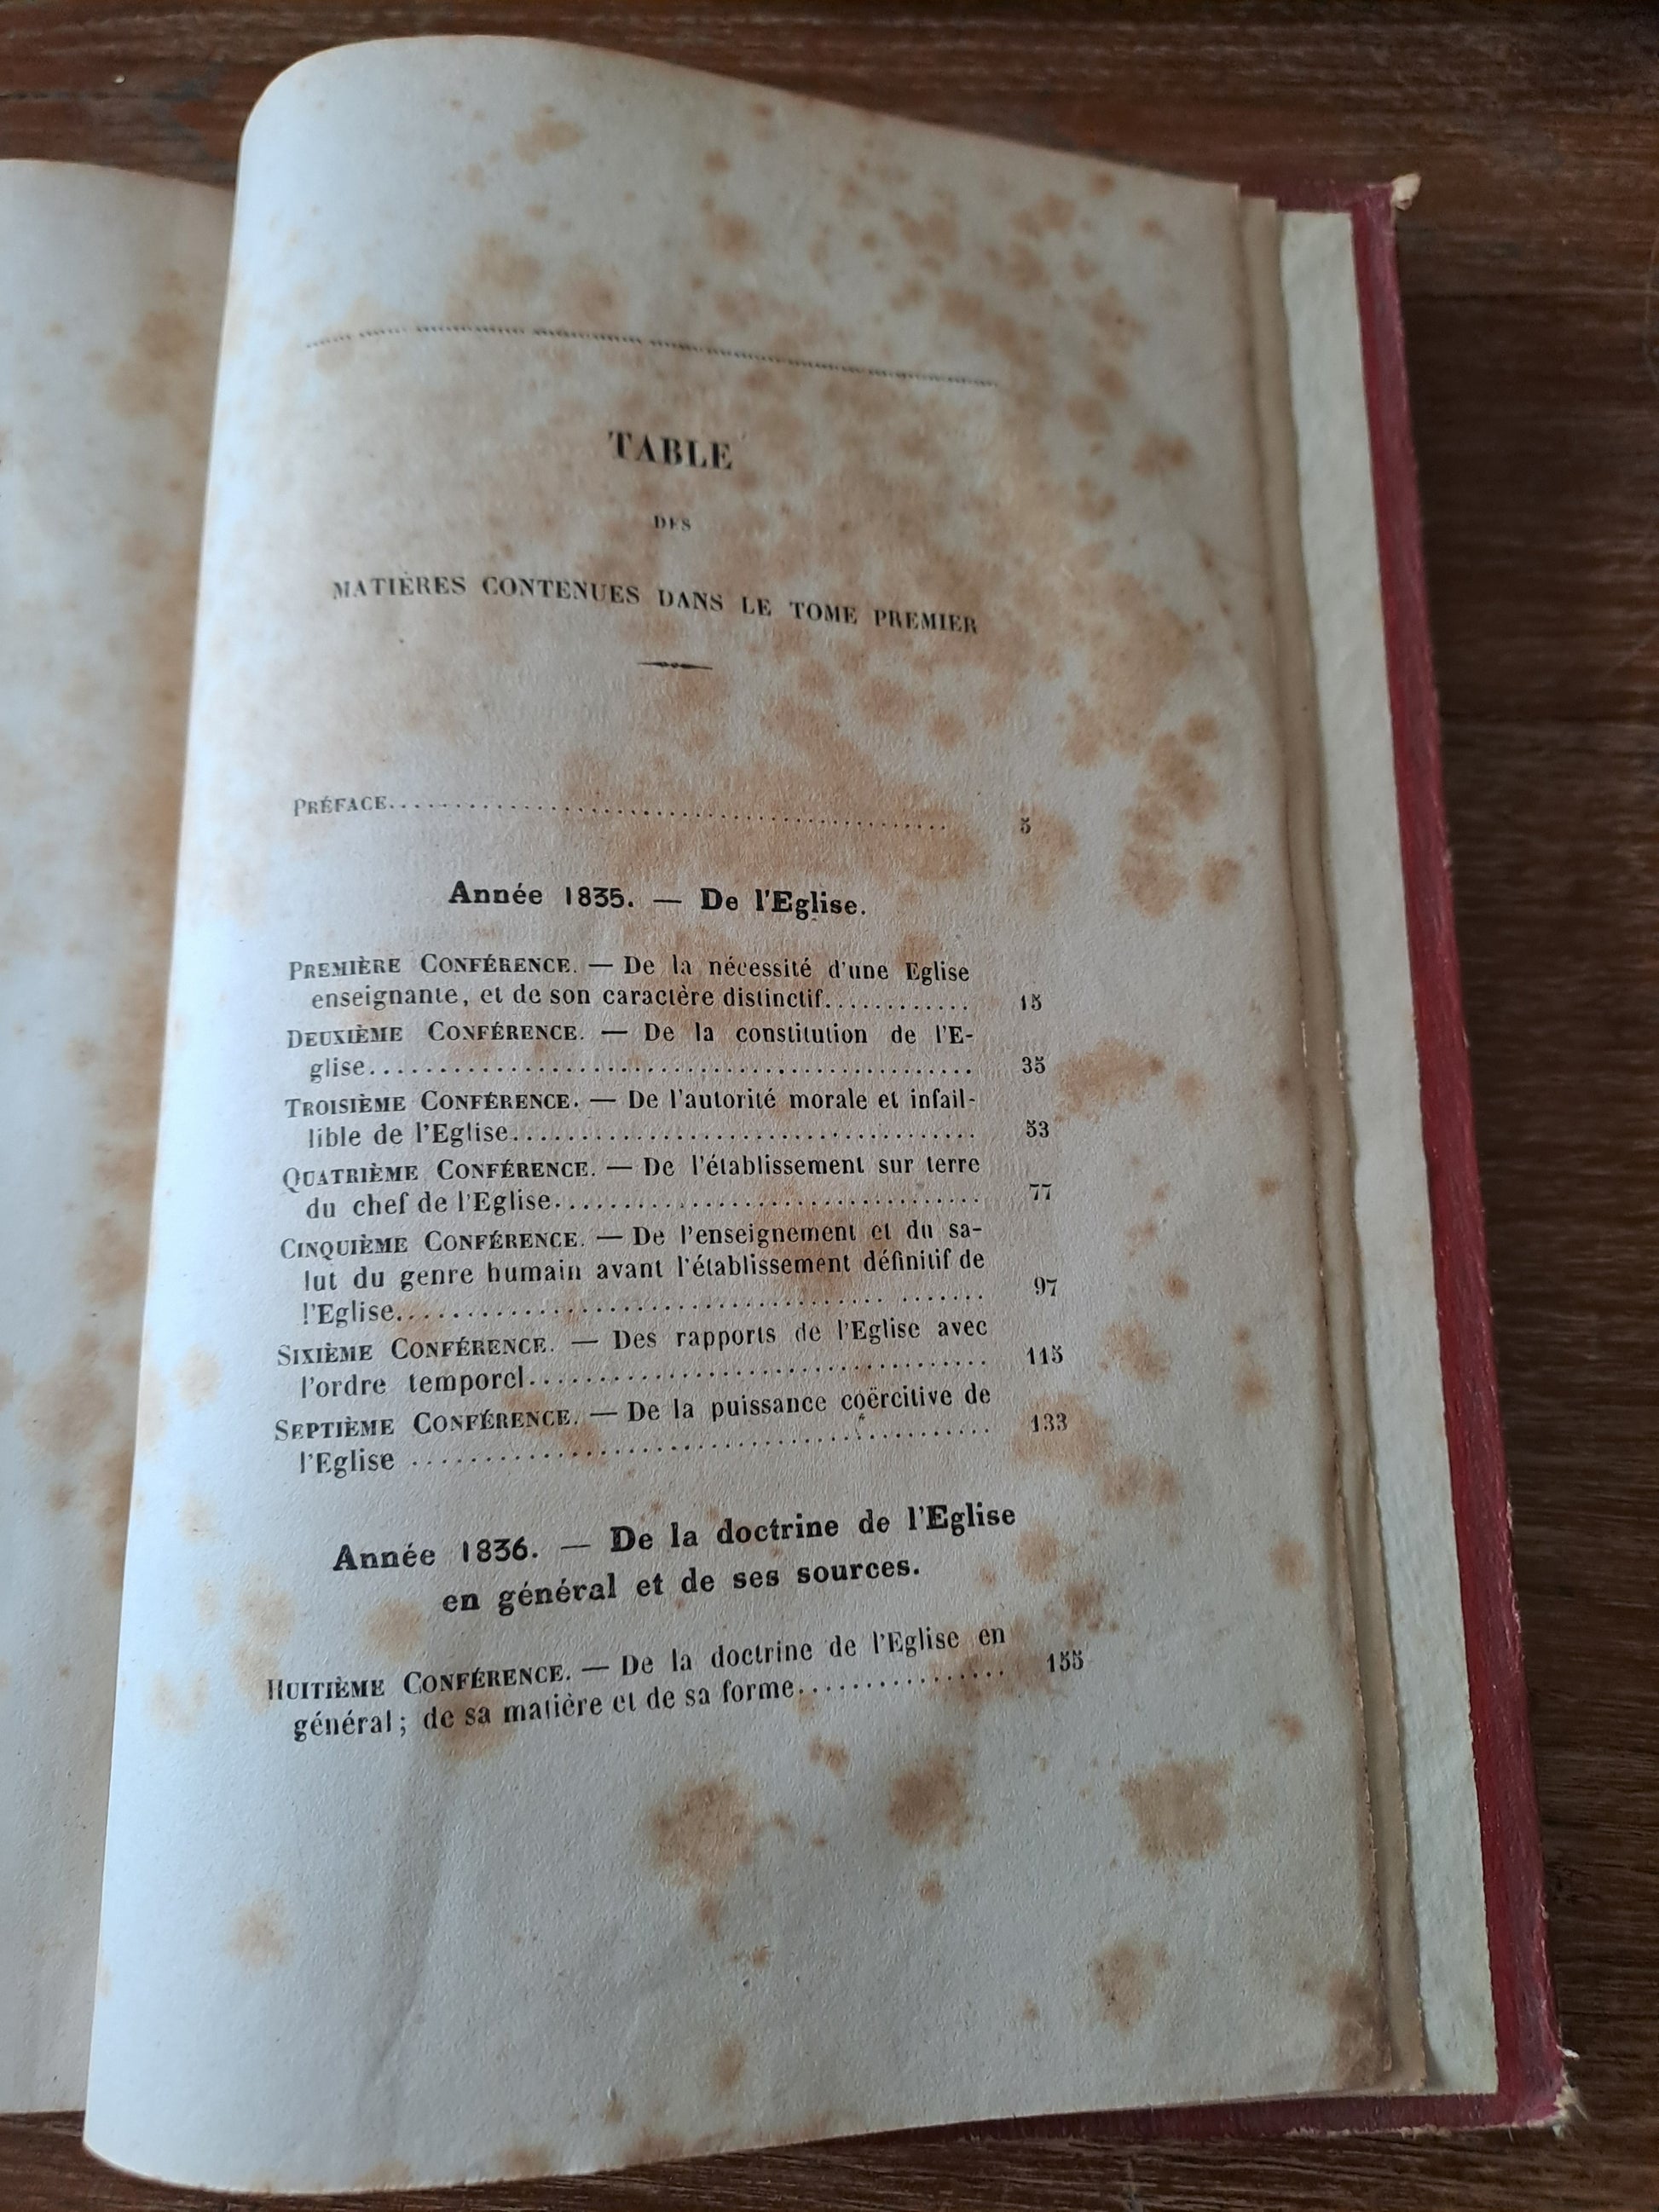 TABLE
DES
MATIÈRES CONTENUES DANS LE TOME PREMIER
PRÉFACE........................................ 5
Année 1835. — De l'Eglise.
PREMIÈRE CONFÉRENCE. — De la nécessité d'une Eglise
enseignante, et de son caractère distinctif............ 15
DEUXIÈME CONFÉRENCE. — De la constitution de l'E-
glise............................................ 35
TROISIÈME CONFÉRENCE. — De l'autorité morale et infail-
lible de l'Eglise.................................. 53
QUATRIÈME CONFÉRENCE. — De l'établissement sur terre
du chef de l'Eglise............................... 77
CINQUIÈME CONFÉRENCE. — De l'enseignement et du sa-
lut du genre humain avant l'établissement définitif de
l'Eglise.......................................... 97
SIXIÈME CONFÉRENCE. — Des rapports de l'Eglise avec
l'ordre temporel................................. 115
SEPTIÈME CONFÉRENCE. — De la puissance coërcitive de
l'Eglise .......................................... 133
Année 1836. — De la doctrine de l'Eglise
en général et de ses sources.
HUITIÈME CONFÉRENCE. — De la doctrine de l'Eglise en
général ; de sa matière et de sa forme............... 155